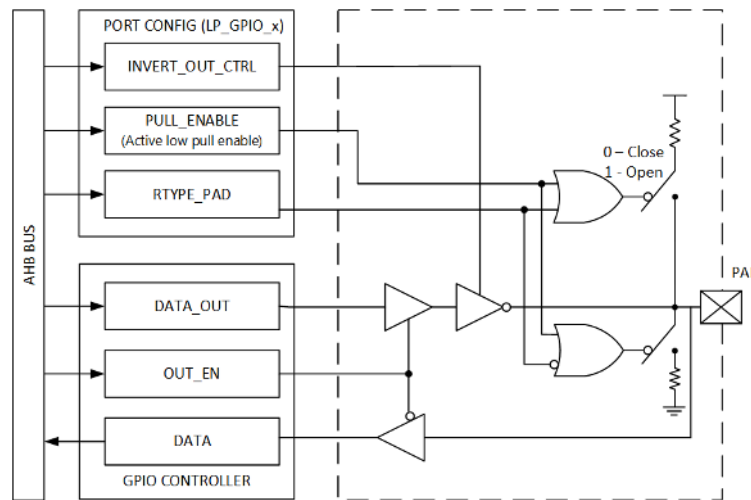 PORT CONFIG (LP_GPIO_x)
INVERT_OUT_CTRL
PULL_ENABLE
(Active low pull enable)
RTYPE_PAD
0 – Close
1 - Open
AHB BUS
PA
DATA_OUT
OUT_EN
DATA
GPIO CONTROLLER